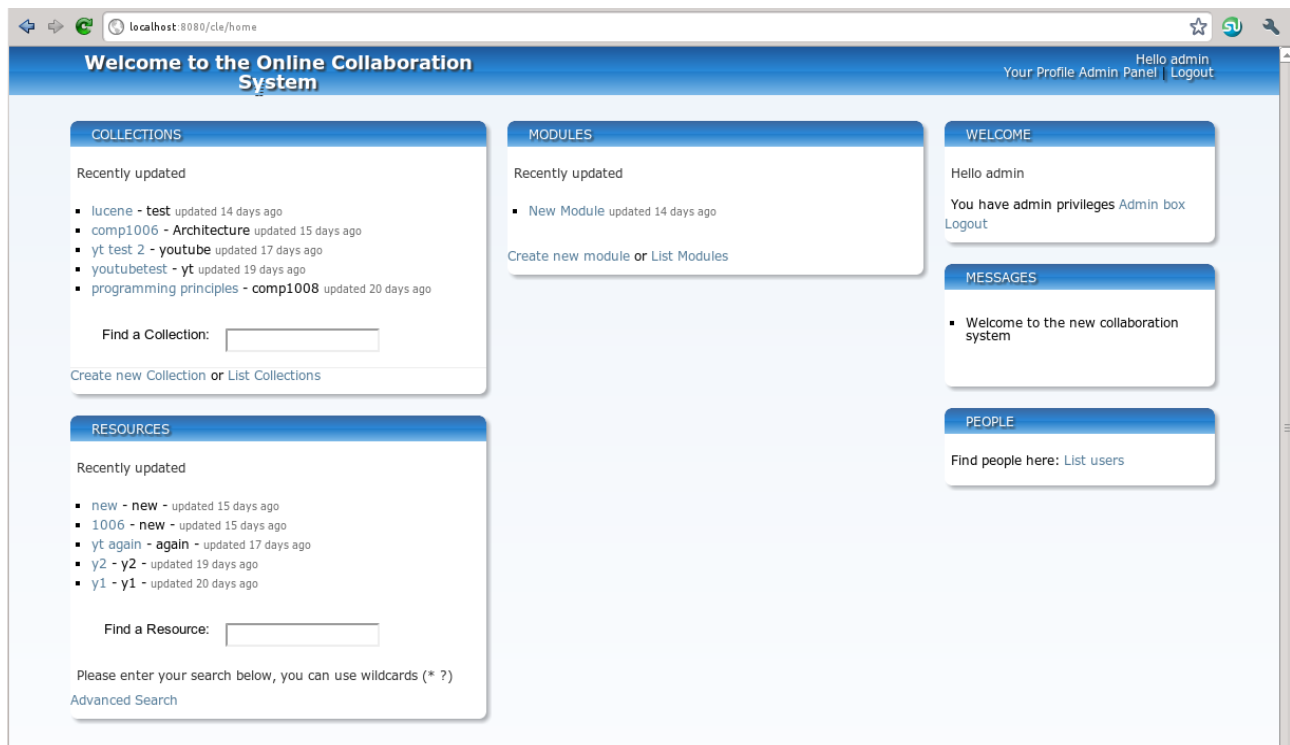 localhost:8080/cle/home
Welcome to the Online Collaboration
System
Hello admin
Your Profile Admin Panel | Logout
COLLECTIONS
Recently updated
lucene - test updated 14 days ago
comp1006 - Architecture updated 15 days ago
yt test 2 - youtube updated 17 days ago
youtubetest - yt updated 19 days ago
programming principles - comp1008 updated 20 days ago
Find a Collection:
Create new Collection or List Collections
RESOURCES
Recently updated
new - new - updated 15 days ago
1006 - new - updated 15 days ago
yt again - again - updated 17 days ago
y2 - y2 - updated 19 days ago
y1 - y1 - updated 20 days ago
Find a Resource:
Please enter your search below, you can use wildcards (* ?)
Advanced Search
MODULES
Recently updated
New Module updated 14 days ago
Create new module or List Modules
WELCOME
Hello admin
You have admin privileges Admin box
Logout
MESSAGES
Welcome to the new collaboration
system
PEOPLE
Find people here: List users